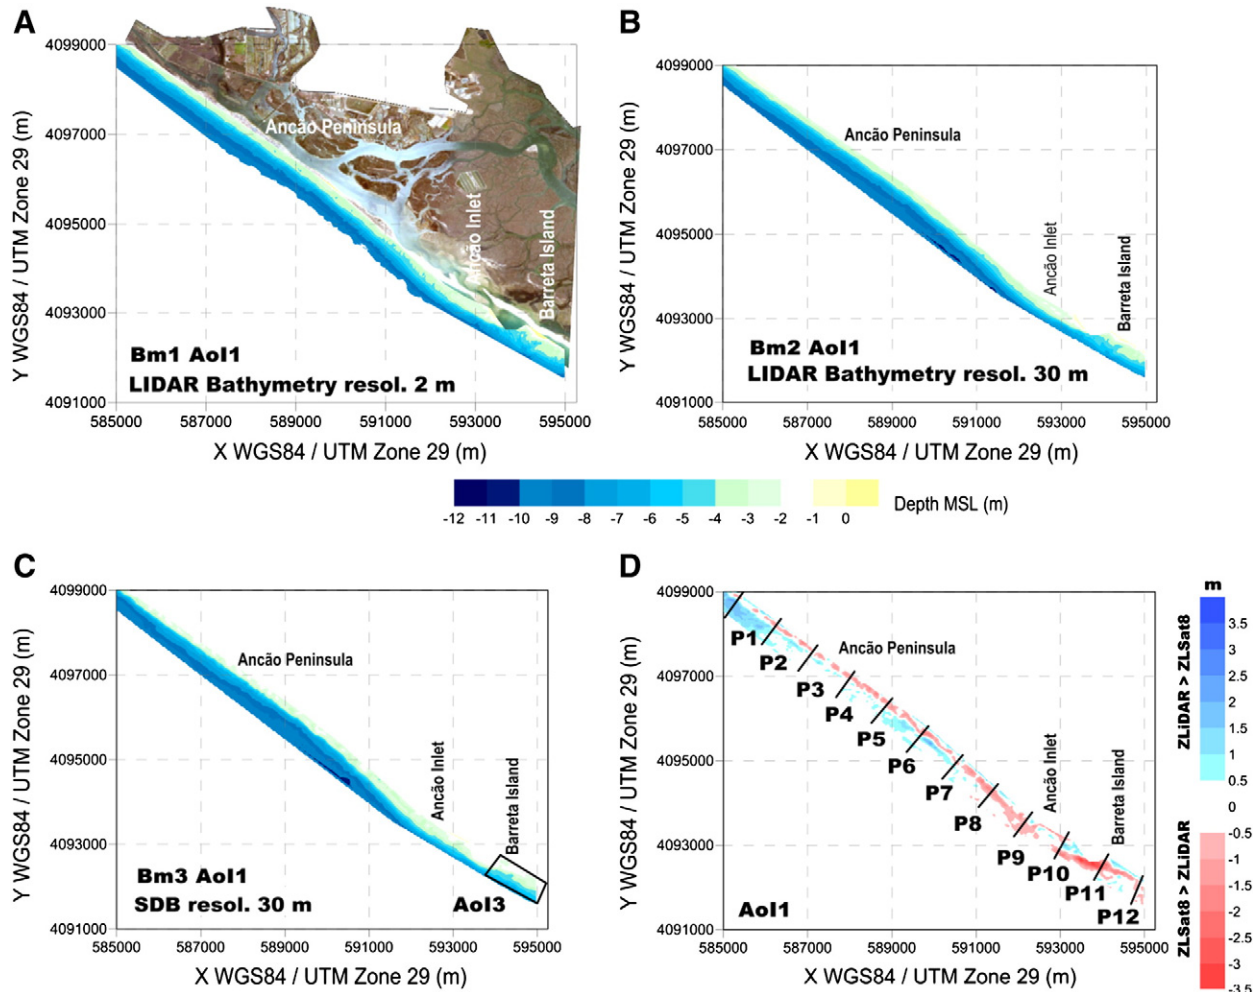 A
Y WGS84 / UTM Zone 29 (m)
4099000
4097000
4095000
4093000
4091000
585000 587000 589000 591000 593000 595000
X WGS84 / UTM Zone 29 (m)
Ancão Peninsula
Ancão Inlet
Barreta Island
Bm1 AoI1
LIDAR Bathymetry resol. 2 m
B
Y WGS84 / UTM Zone 29 (m)
4099000
4097000
4095000
4093000
4091000
585000 587000 589000 591000 593000 595000
X WGS84 / UTM Zone 29 (m)
Ancão Peninsula
Ancão Inlet
Barreta Island
Bm2 AoI1
LIDAR Bathymetry resol. 30 m
-12 -11 -10 -9 -8 -7 -6 -5 -4 -3 -2 -1 0
Depth MSL (m)
C
Y WGS84 / UTM Zone 29 (m)
4099000
4097000
4095000
4093000
4091000
585000 587000 589000 591000 593000 595000
X WGS84 / UTM Zone 29 (m)
Ancão Peninsula
Ancão Inlet
Barreta Island
Bm3 AoI1
SDB resol. 30 m
AoI3
D
Y WGS84 / UTM Zone 29 (m)
4099000
4097000
4095000
4093000
4091000
585000 587000 589000 591000 593000 595000
X WGS84 / UTM Zone 29 (m)
Ancão Peninsula
Ancão Inlet
Barreta Island
P1
P2
P3
P4
P5
P6
P7
P8
P9
P10
P11
P12
AoI1
m
3.5
3
2.5
2
1.5
1
0.5
0
-0.5
-1
-1.5
-2
-2.5
-3
-3.5
ZLiDAR > ZLSat8
ZLSat8 > ZLiDAR